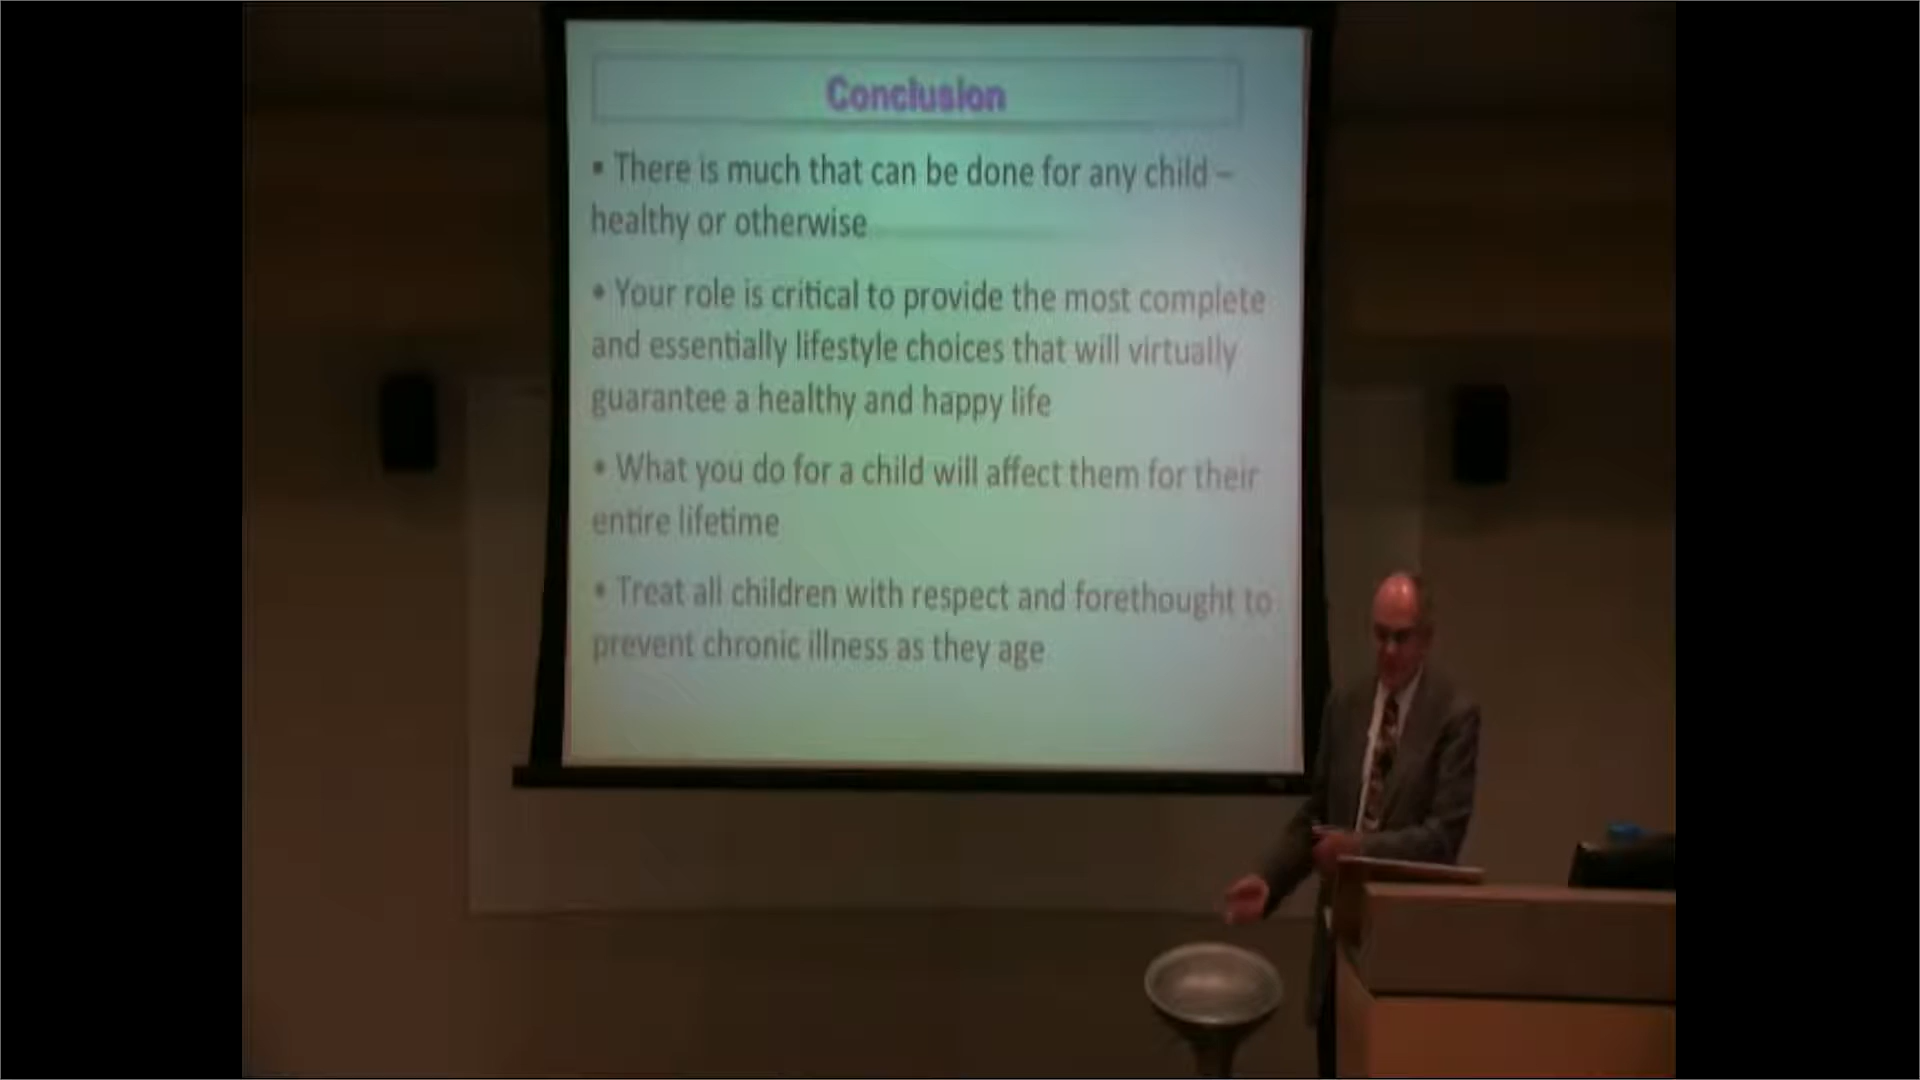 Conclusion
▪ There is much that can be done for any child –
healthy or otherwise
• Your role is critical to provide the most complete
and essentially lifestyle choices that will virtually
guarantee a healthy and happy life
• What you do for a child will affect them for their
entire lifetime
• Treat all children with respect and forethought to
prevent chronic illness as they age